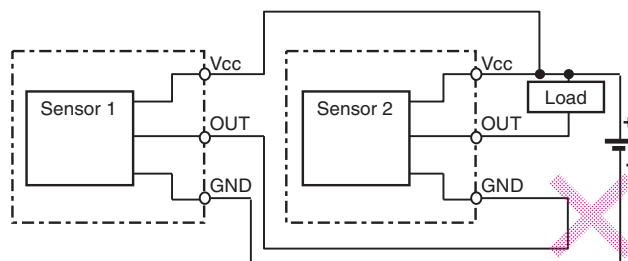 Vcc
Sensor 1
OUT
GND
Vcc
Sensor 2
OUT
GND
Load
+
-